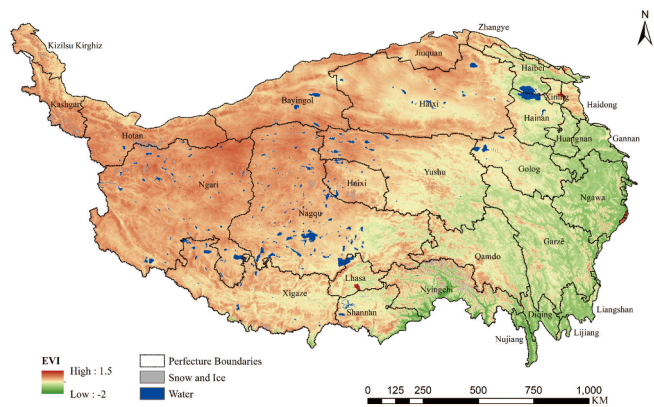 Zhangye
N
Kizilsu Kirghiz
Jiuquan
Haibei
Kashgar
Bayingol
Haixi
Xining
Haidong
Hainan
Hotan
Huangnan
Gannan
Yushu
Golog
Ngari
Haixi
Ngawa
Nagqu
Garzê
Qamdo
Lhasa
Xigaze
Nyingchi
Shannan
Diqing
Liangshan
Nujiang
Lijiang
EVI
High : 1.5
Low : -2
Perfecture Boundaries
Snow and Ice
Water
0 125 250 500 750 1,000
KM